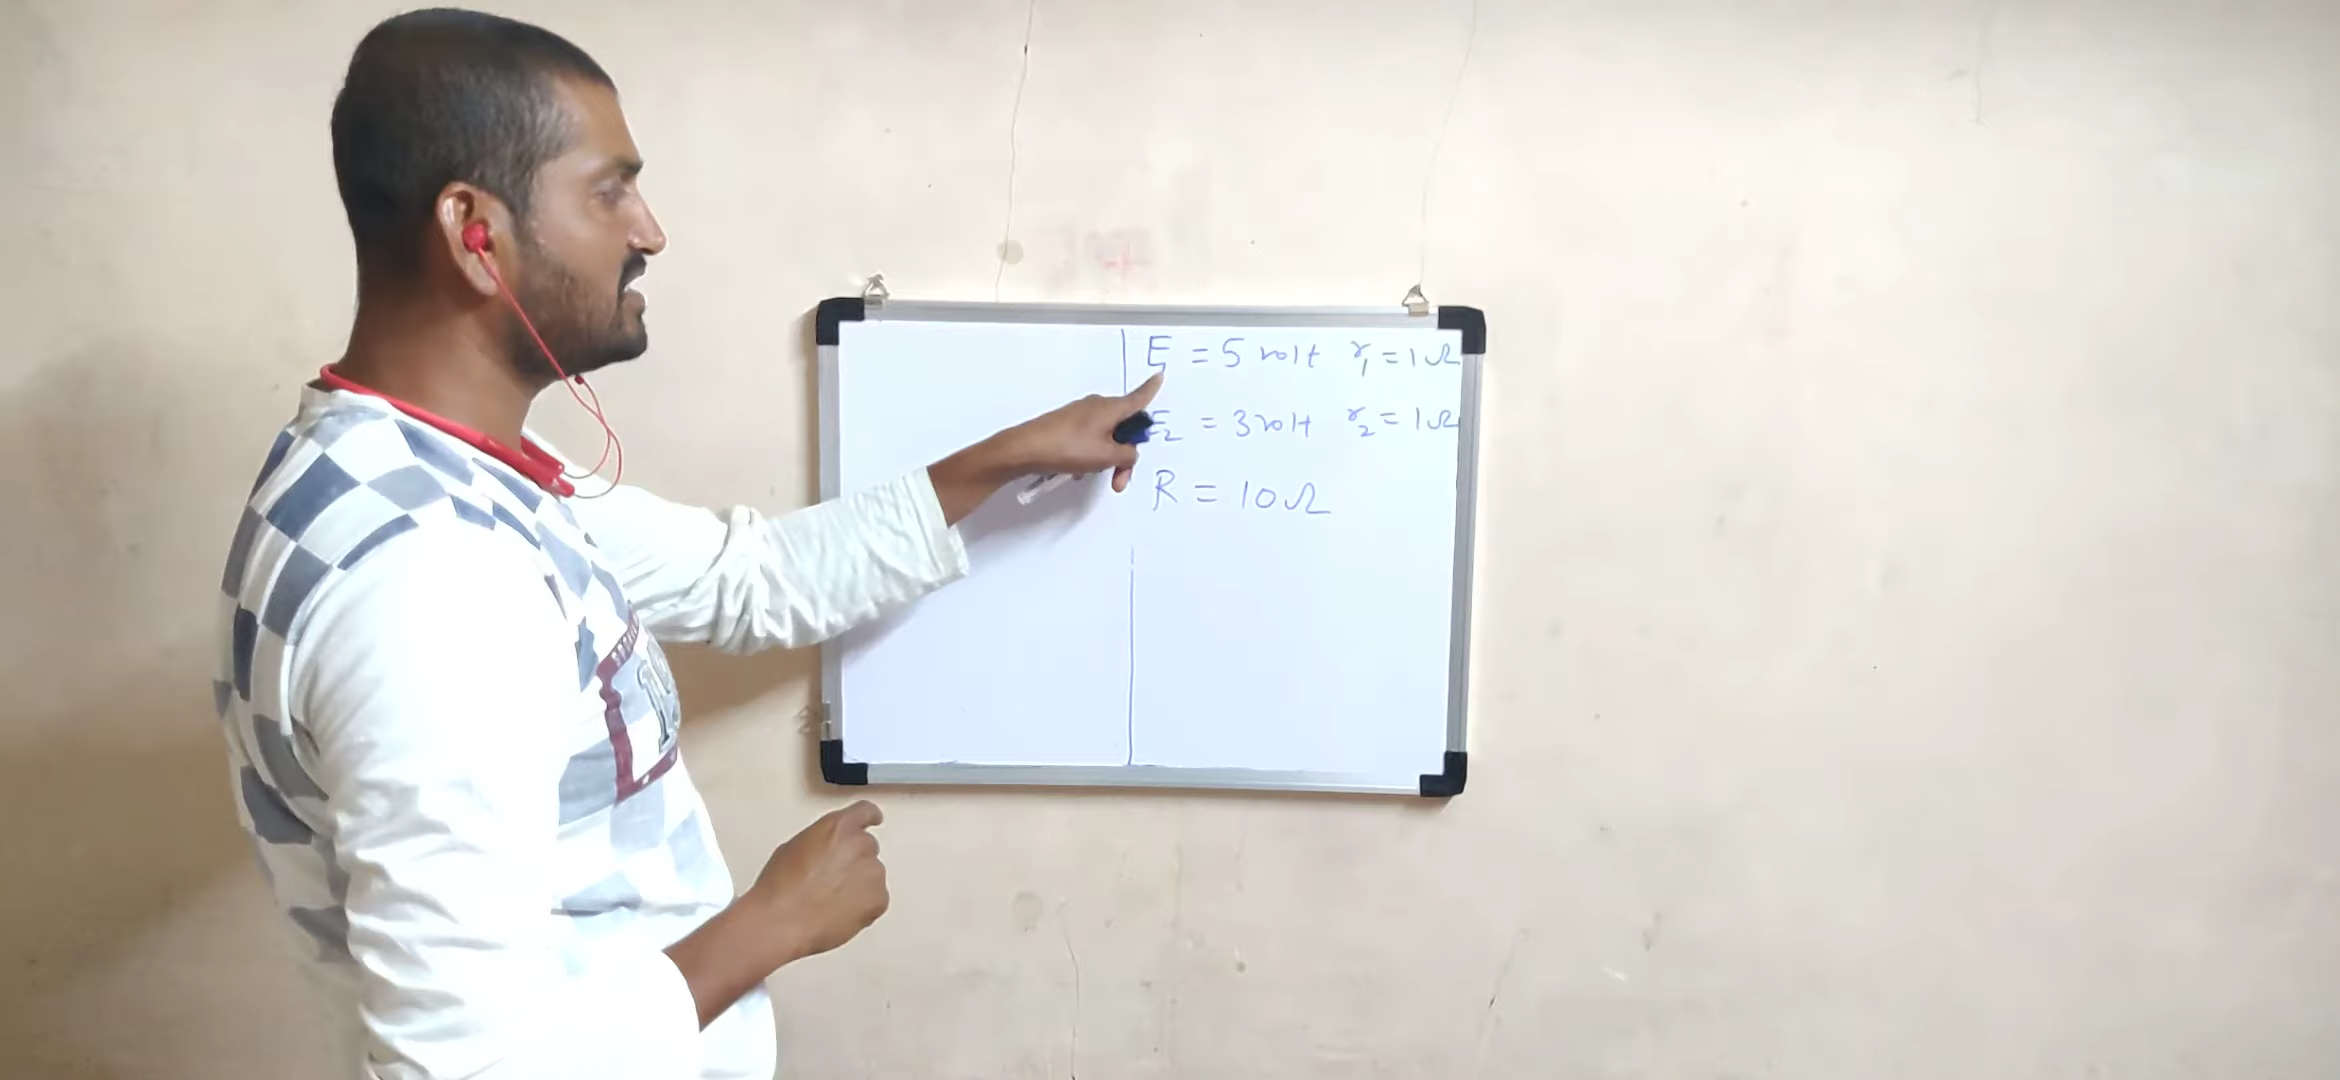 E = 5 volt r₁ = 1Ω
E₂ = 3 volt r₂ = 1Ω
R = 10Ω